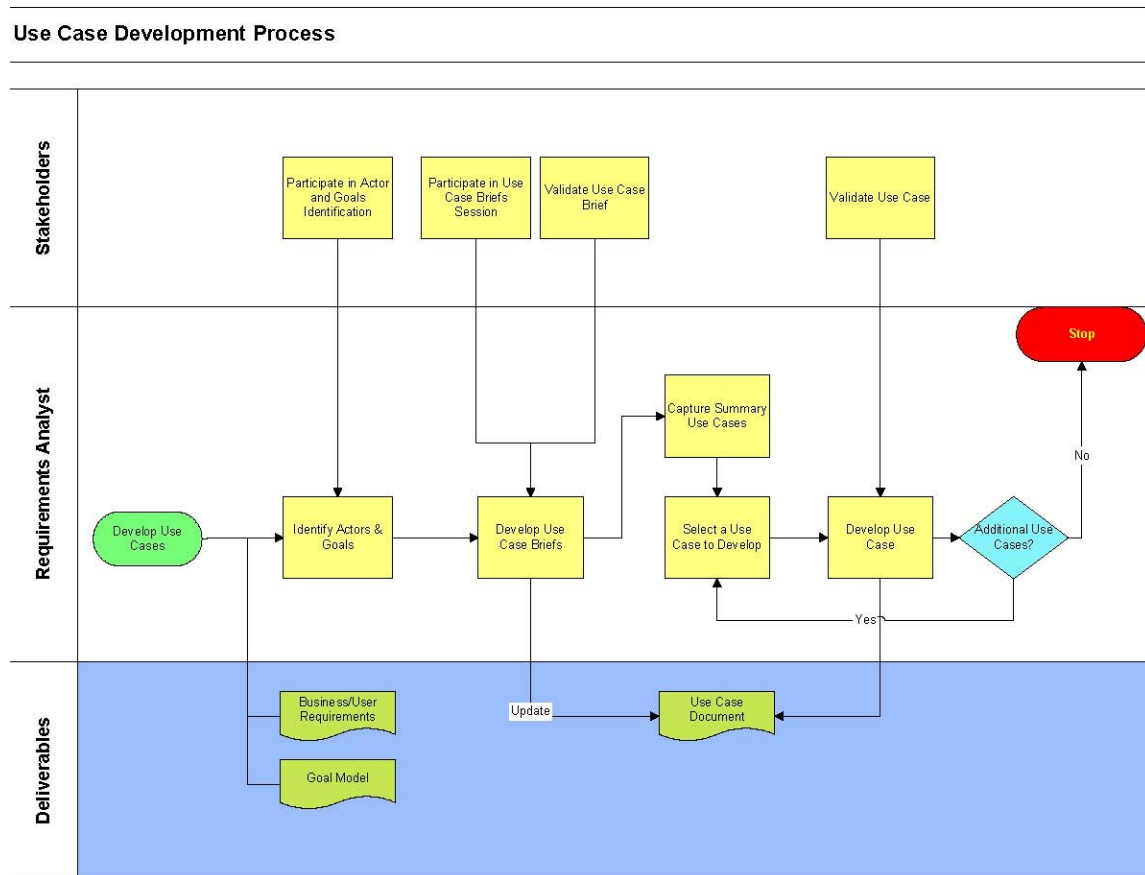 Use Case Development Process
Stakeholders
Participate in Actor
and Goals
Identification
Participate in Use
Case Briefs
Session
Validate Use Case
Brief
Validate Use Case
Requirements Analyst
Stop
Capture Summary
Use Cases
No
Develop Use
Cases
Identify Actors &
Goals
Develop Use
Case Briefs
Select a Use
Case to Develop
Develop Use
Case
Additional Use
Cases?
Yes
Deliverables
Business/User
Requirements
Update
Use Case
Document
Goal Model